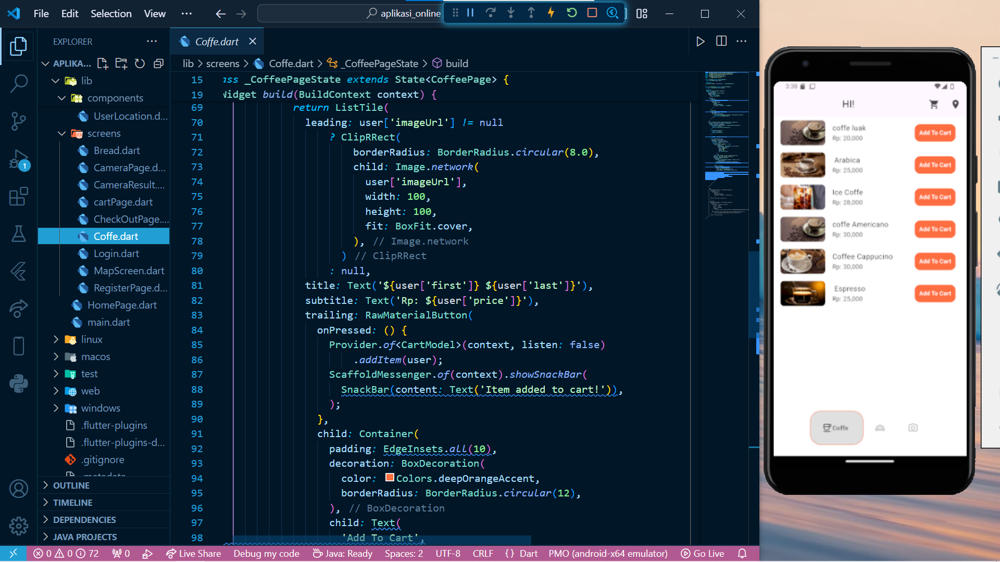 File Edit Selection View ···
aplikasi_online
EXPLORER
APLIKA...
lib
components
UserLocation.d...
screens
Bread.dart
CameraPage.d...
CameraResult....
cartPage.dart
CheckOutPage....
Coffe.dart
Login.dart
MapScreen.dart
RegisterPage.d...
HomePage.dart
main.dart
linux
macos
test
web
windows
.flutter-plugins
.flutter-plugins-d...
.gitignore
.metadata
OUTLINE
TIMELINE
DEPENDENCIES
JAVA PROJECTS
1
Coffe.dart
lib > screens > Coffe.dart > _CoffeePageState > build
15 ass _CoffeePageState extends State<CoffeePage> {
19 Widget build(BuildContext context) {
69 return ListTile(
70 leading: user['imageUrl'] != null
71 ? ClipRRect(
72 borderRadius: BorderRadius.circular(8.0),
73 child: Image.network(
74 user['imageUrl'],
75 width: 100,
76 height: 100,
77 fit: BoxFit.cover,
78 ), // Image.network
79 ) // ClipRRect
80 : null,
81 title: Text('${user['first']} ${user['last']}'),
82 subtitle: Text('Rp: ${user['price']}'),
83 trailing: RawMaterialButton(
84 onPressed: () {
85 Provider.of<CartModel>(context, listen: false)
86 .addItem(user);
87 ScaffoldMessenger.of(context).showSnackBar(
88 SnackBar(content: Text('Item added to cart!')),
89 );
90 },
91 child: Container(
92 padding: EdgeInsets.all(10),
93 decoration: BoxDecoration(
94 color: Colors.deepOrangeAccent,
95 borderRadius: BorderRadius.circular(12),
96 ), // BoxDecoration
97 child: Text(
98 'Add To Cart',
0 0 72 0 Live Share Debug my code Java: Ready Spaces: 2 UTF-8 CRLF {} Dart PMO (android-x64 emulator) Go Live
3:38
HI!
coffe luak
Rp: 20,000
Add To Cart
Arabica
Rp: 25,000
Add To Cart
Ice Coffe
Rp: 28,000
Add To Cart
coffe Americano
Rp: 30,000
Add To Cart
Coffee Cappucino
Rp: 30,000
Add To Cart
Espresso
Rp: 25,000
Add To Cart
Coffe